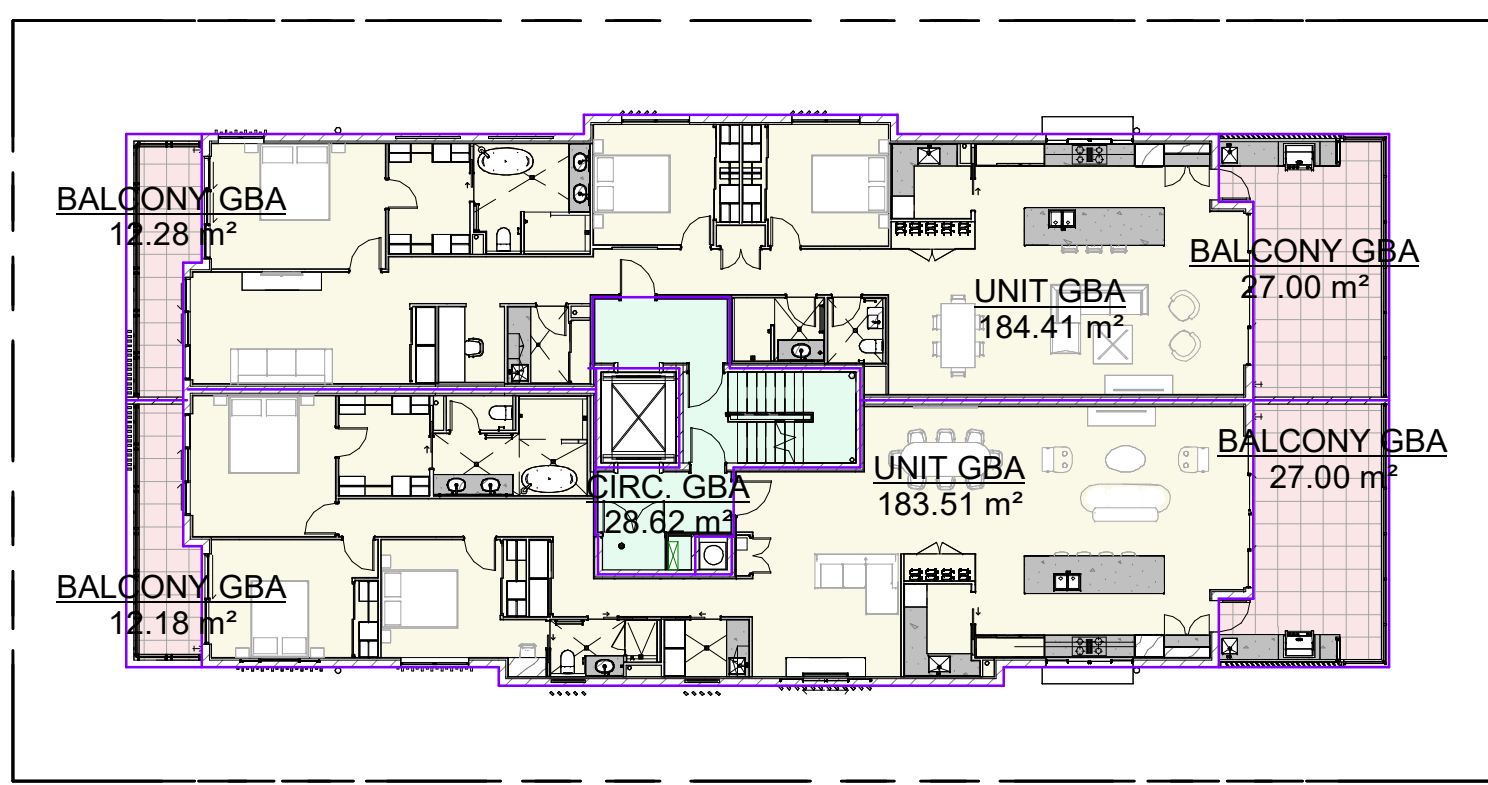 BALCONY GBA
12.28 m²
BALCONY GBA
27.00 m²
UNIT GBA
184.41 m²
BALCONY GBA
27.00 m²
UNIT GBA
183.51 m²
CIRC. GBA
28.62 m²
BALCONY GBA
12.18 m²